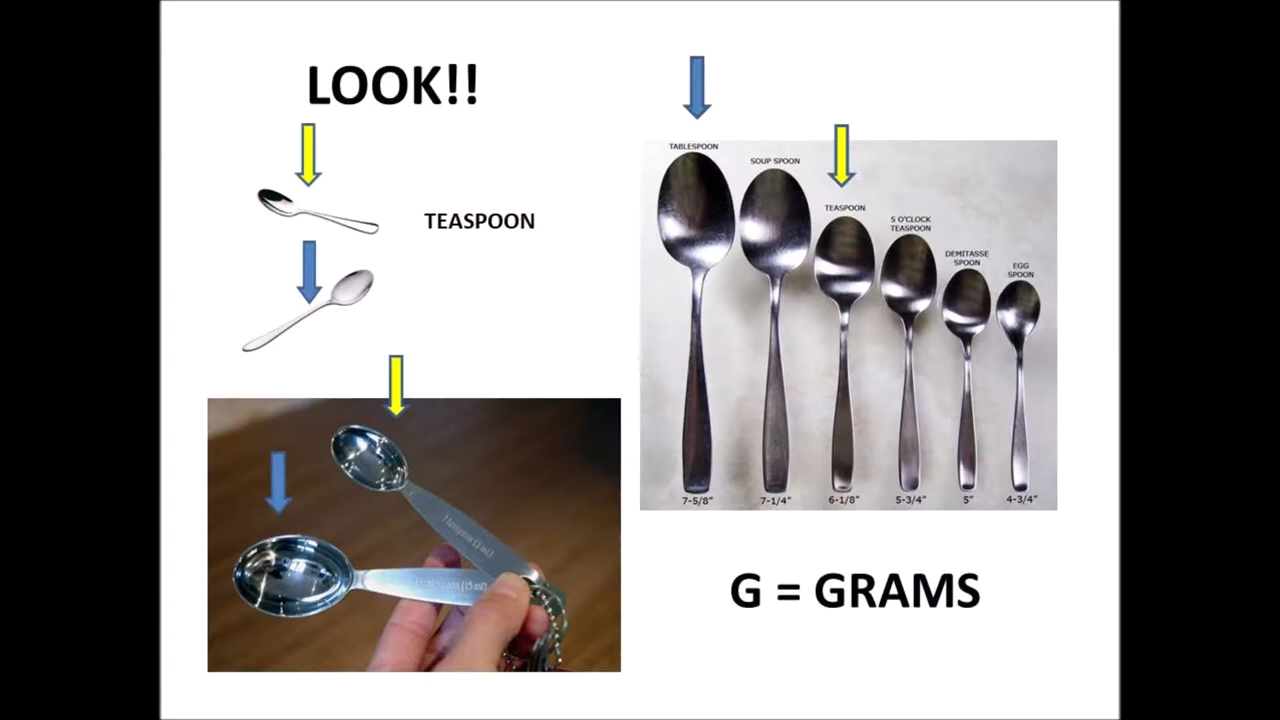 LOOK!!
TEASPOON
TABLESPOON
SOUP SPOON
TEASPOON
5 O'CLOCK
TEASPOON
DEMITASSE
SPOON
EGG
SPOON
7-5/8"
7-1/4"
6-1/8"
5-3/4"
5"
4-3/4"
G = GRAMS